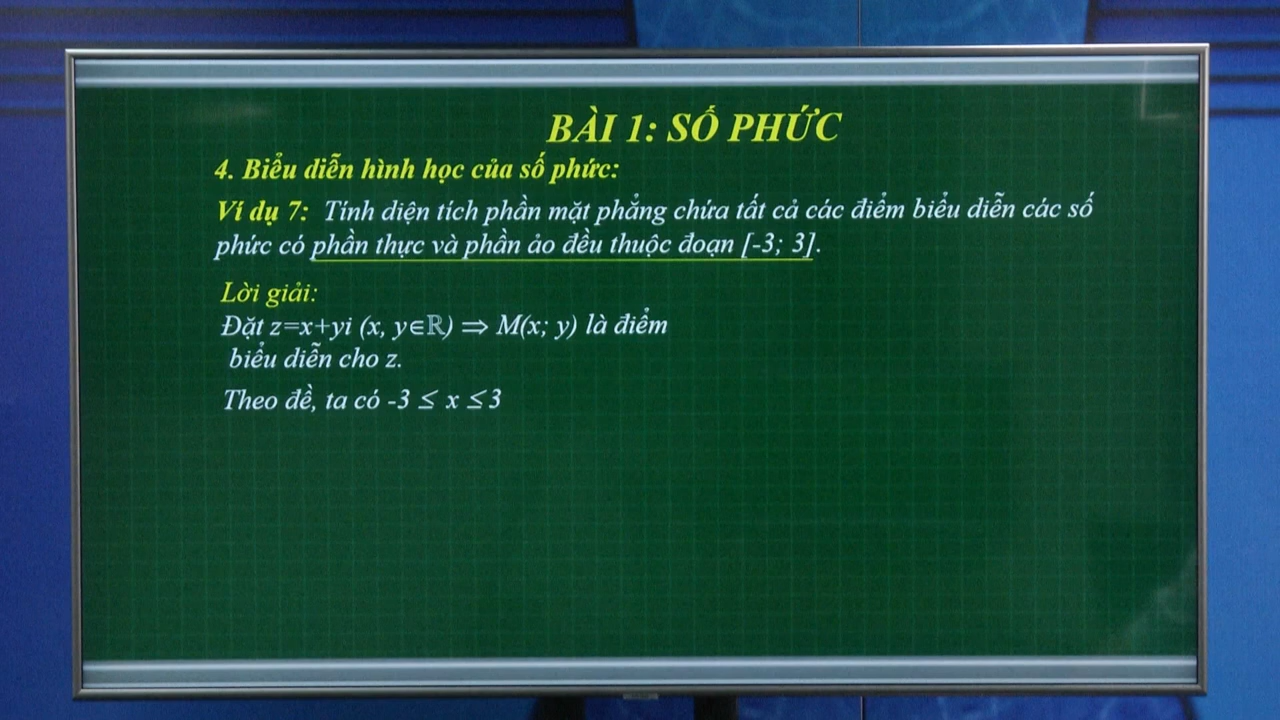 BÀI 1: SỐ PHỨC
4. Biểu diễn hình học của số phức:
Ví dụ 7: Tính diện tích phần mặt phẳng chứa tất cả các điểm biểu diễn các số
phức có phần thực và phần ảo đều thuộc đoạn [-3; 3].
Lời giải:
Đặt z=x+yi (x, y∈ℝ) ⇒ M(x; y) là điểm
biểu diễn cho z.
Theo đề, ta có -3 ≤ x ≤3